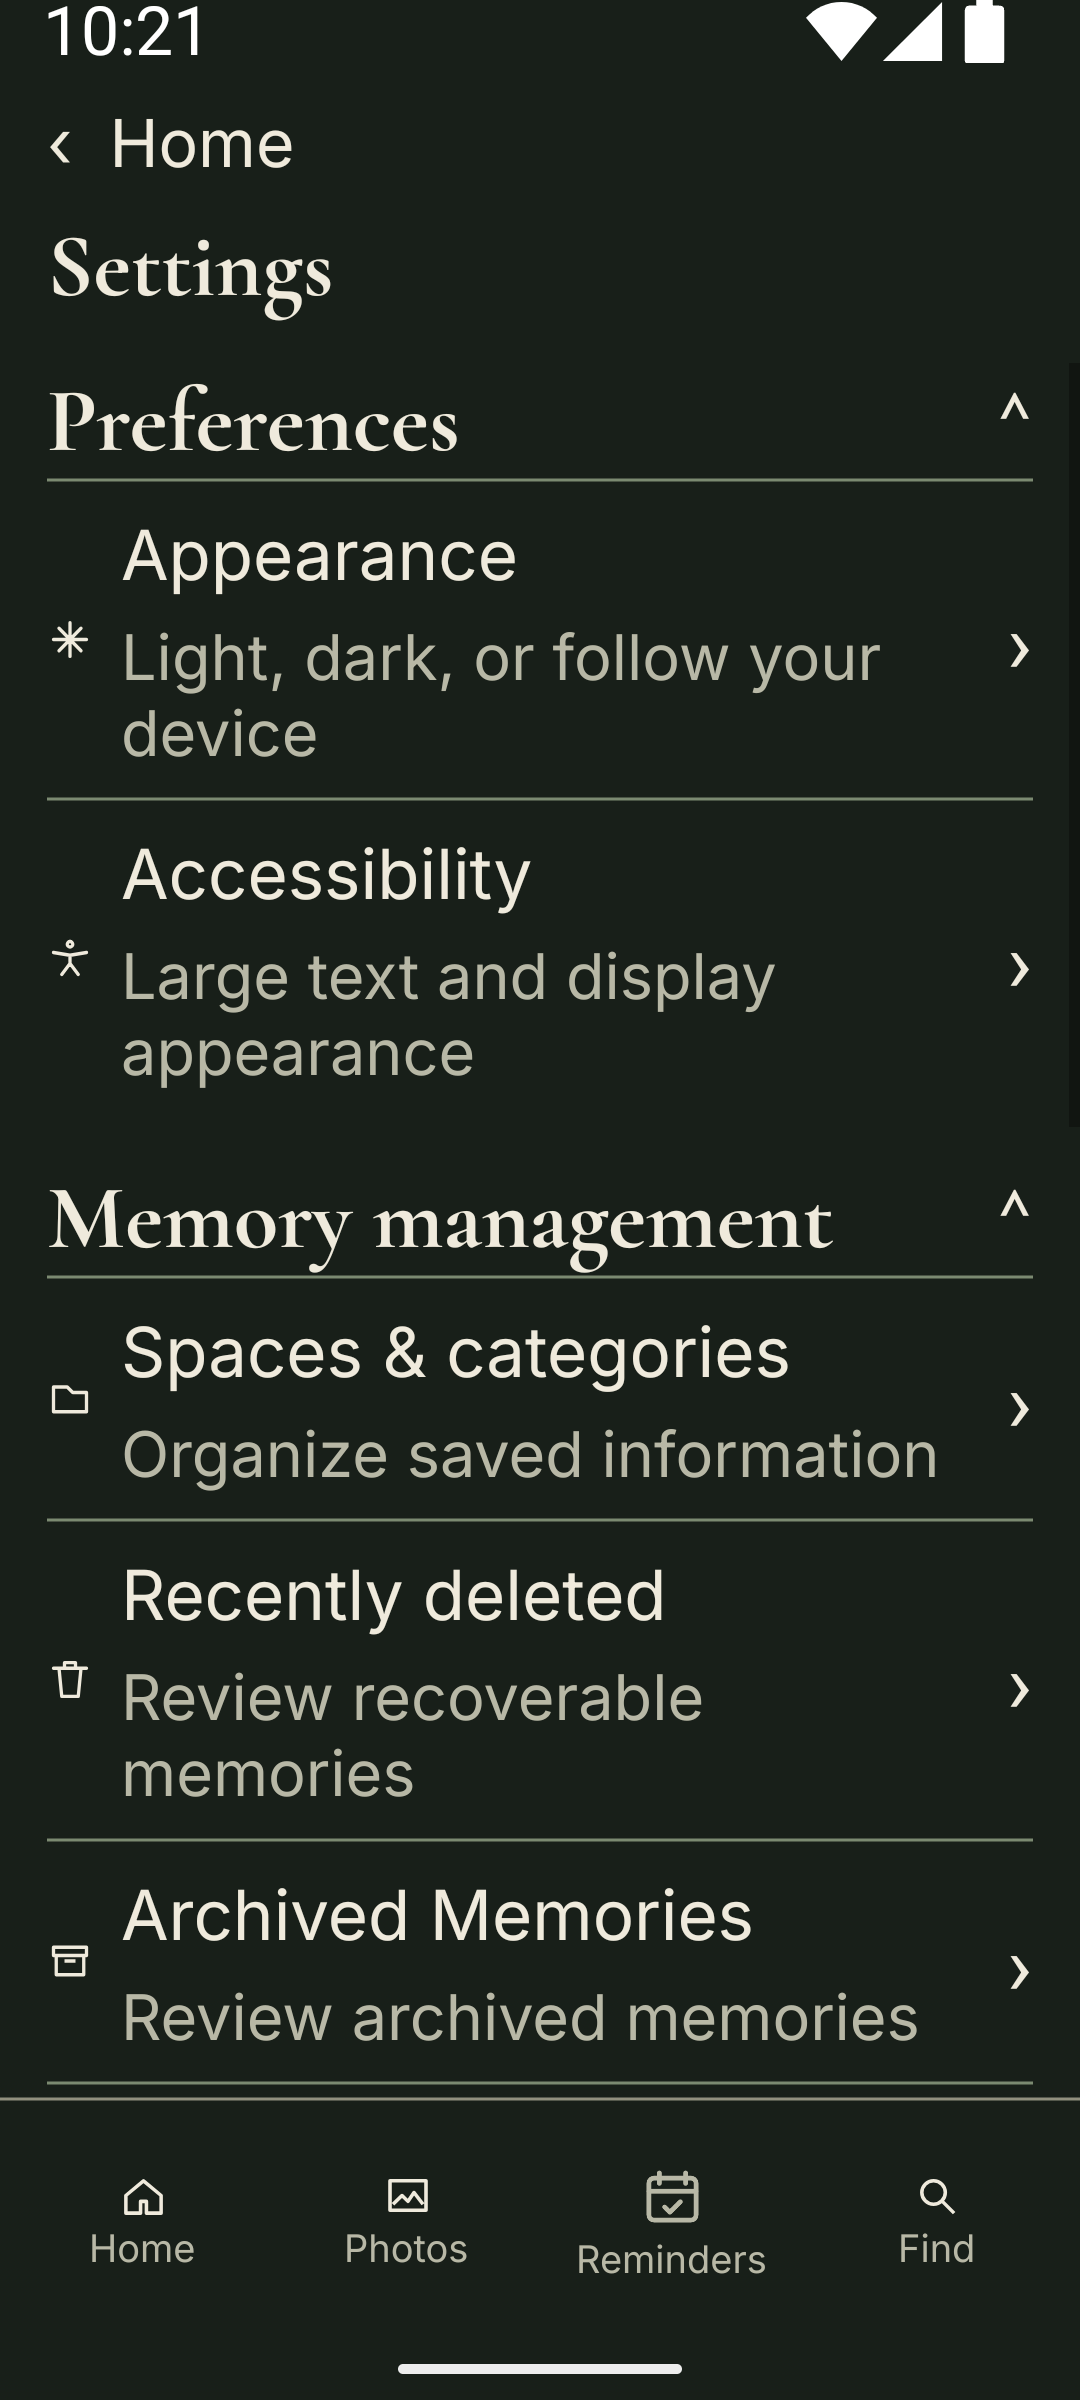 10:21
‹ Home
Settings
Preferences
Appearance
Light, dark, or follow your
device
Accessibility
Large text and display
appearance
Memory management
Spaces & categories
Organize saved information
Recently deleted
Review recoverable
memories
Archived Memories
Review archived memories
Home
Photos
Reminders
Find